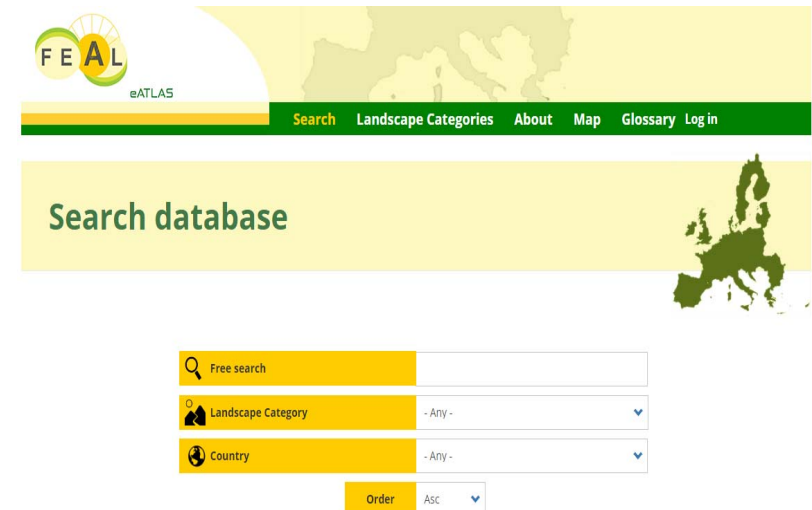 FEAL
eATLAS
Search Landscape Categories About Map Glossary Log in
Search database
Free search
Landscape Category - Any -
Country - Any -
Order Asc